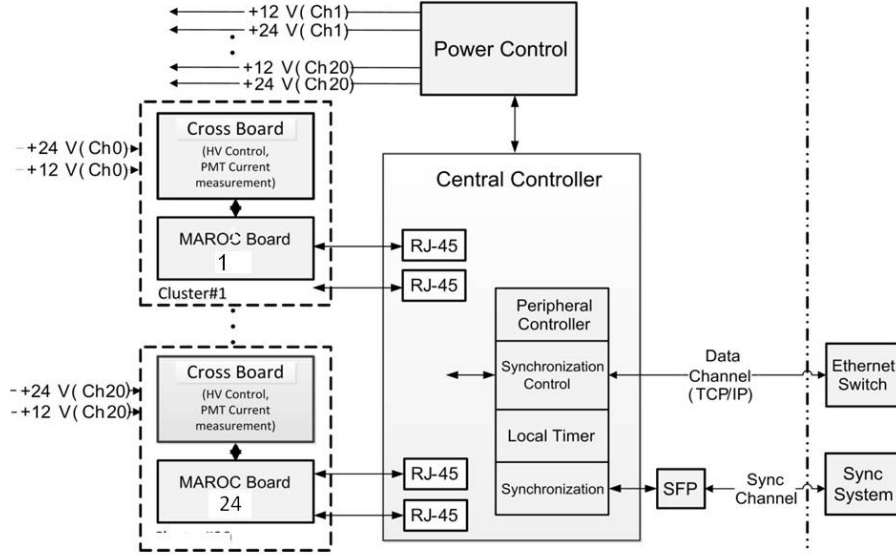 +12 V( Ch1)
+24 V( Ch1)
+12 V( Ch20)
+24 V( Ch20)
Power Control
Cross Board
(HV Control,
PMT Current
measurement)
+24 V( Ch0)
+12 V( Ch0)
MAROC Board
1
Cluster#1
Central Controller
RJ-45
RJ-45
Peripheral
Controller
Synchronization
Control
Local Timer
Synchronization
Data
Channel
(TCP/IP)
Ethernet
Switch
Cross Board
(HV Control,
PMT Current
measurement)
+24 V( Ch20)
+12 V( Ch20)
MAROC Board
24
RJ-45
RJ-45
SFP
Sync
Channel
Sync
System